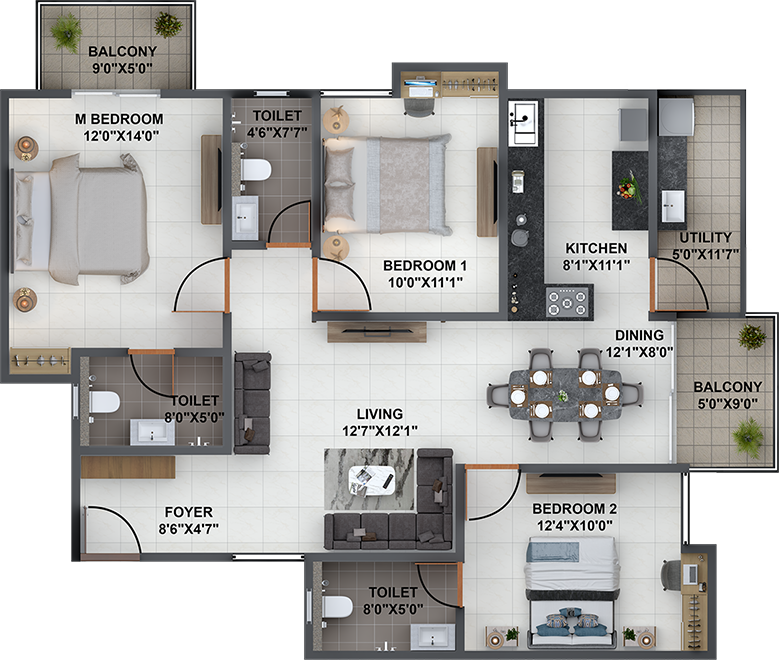 BALCONY
9'0"X5'0"
M BEDROOM
12'0"X14'0"
TOILET
4'6"X7'7"
BEDROOM 1
10'0"X11'1"
KITCHEN
8'1"X11'1"
UTILITY
5'0"X11'7"
DINING
12'1"X8'0"
BALCONY
5'0"X9'0"
TOILET
8'0"X5'0"
LIVING
12'7"X12'1"
FOYER
8'6"X4'7"
BEDROOM 2
12'4"X10'0"
TOILET
8'0"X5'0"